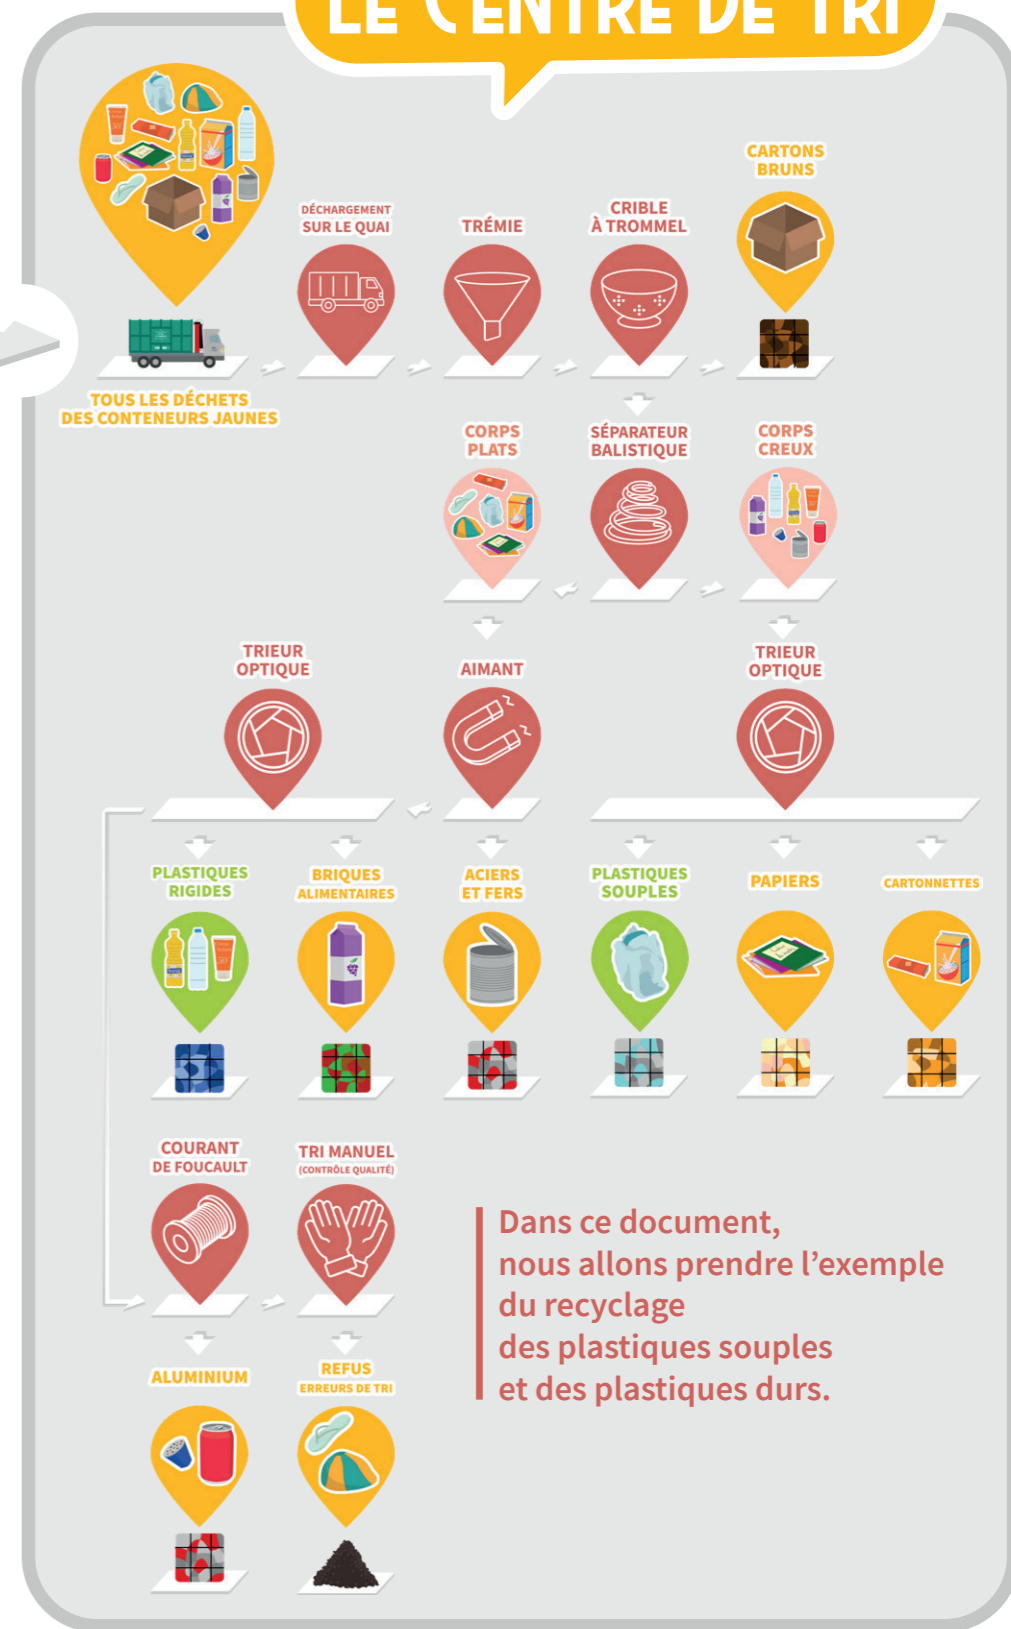 LE CENTRE DE TRI
CARTONS
BRUNS
DÉCHARGEMENT
SUR LE QUAI
TRÉMIE
CRIBLE
À TROMMEL
TOUS LES DÉCHETS
DES CONTENEURS JAUNES
CORPS
PLATS
SÉPARATEUR
BALISTIQUE
CORPS
CREUX
TRIEUR
OPTIQUE
AIMANT
TRIEUR
OPTIQUE
PLASTIQUES
RIGIDES
BRIQUES
ALIMENTAIRES
ACIERS
ET FERS
PLASTIQUES
SOUPLES
PAPIERS
CARTONNETTES
COURANT
DE FOUCAULT
TRI MANUEL
(CONTRÔLE QUALITÉ)
Dans ce document,
nous allons prendre l'exemple
du recyclage
des plastiques souples
et des plastiques durs.
ALUMINIUM
REFUS
ERREURS DE TRI